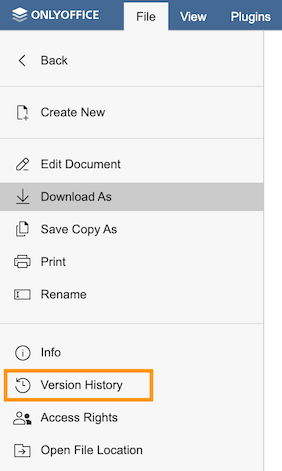 ONLYOFFICE File View Plugins
Back
Create New
Edit Document
Download As
Save Copy As
Print
Rename
Info
Version History
Access Rights
Open File Location